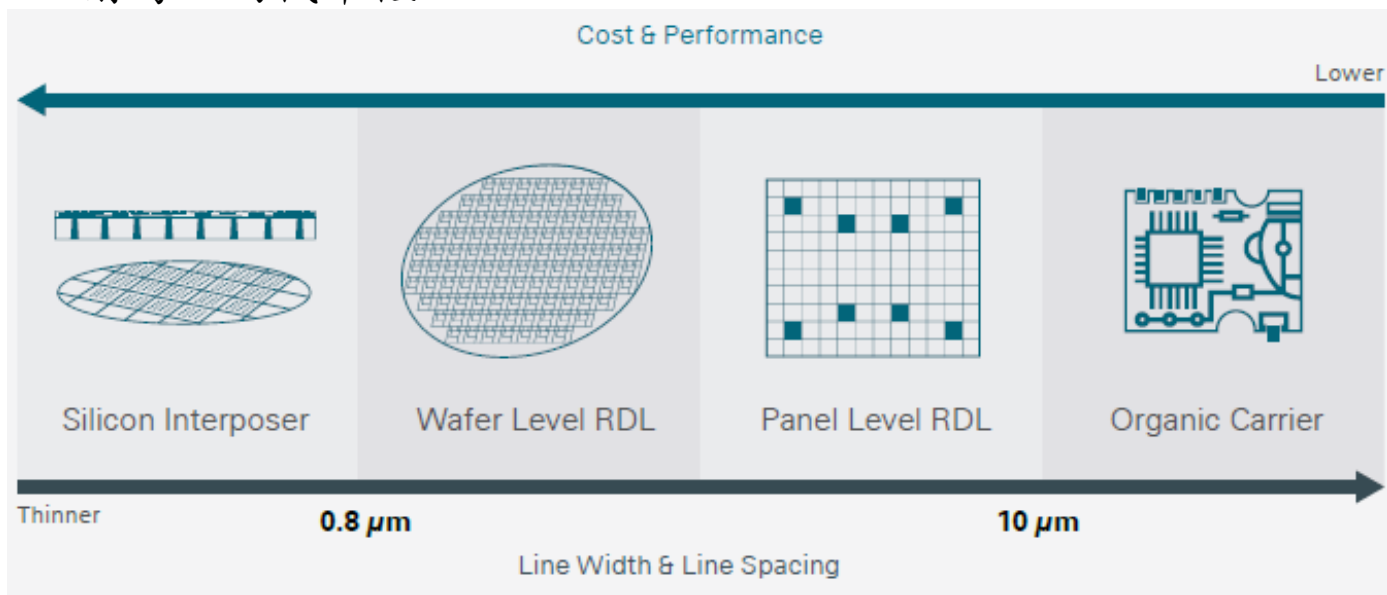 Cost & Performance
Lower
Silicon Interposer
Wafer Level RDL
Panel Level RDL
Organic Carrier
Thinner
0.8 μm
10 μm
Line Width & Line Spacing